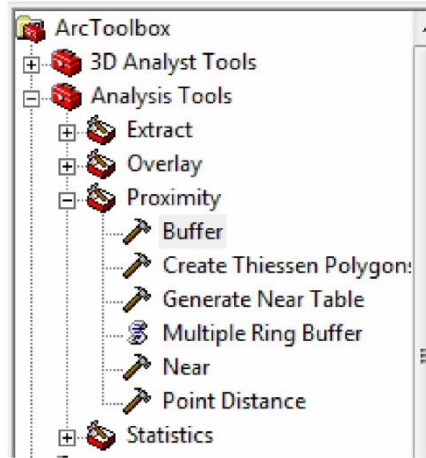 ArcToolbox
3D Analyst Tools
Analysis Tools
Extract
Overlay
Proximity
Buffer
Create Thiessen Polygons
Generate Near Table
Multiple Ring Buffer
Near
Point Distance
Statistics